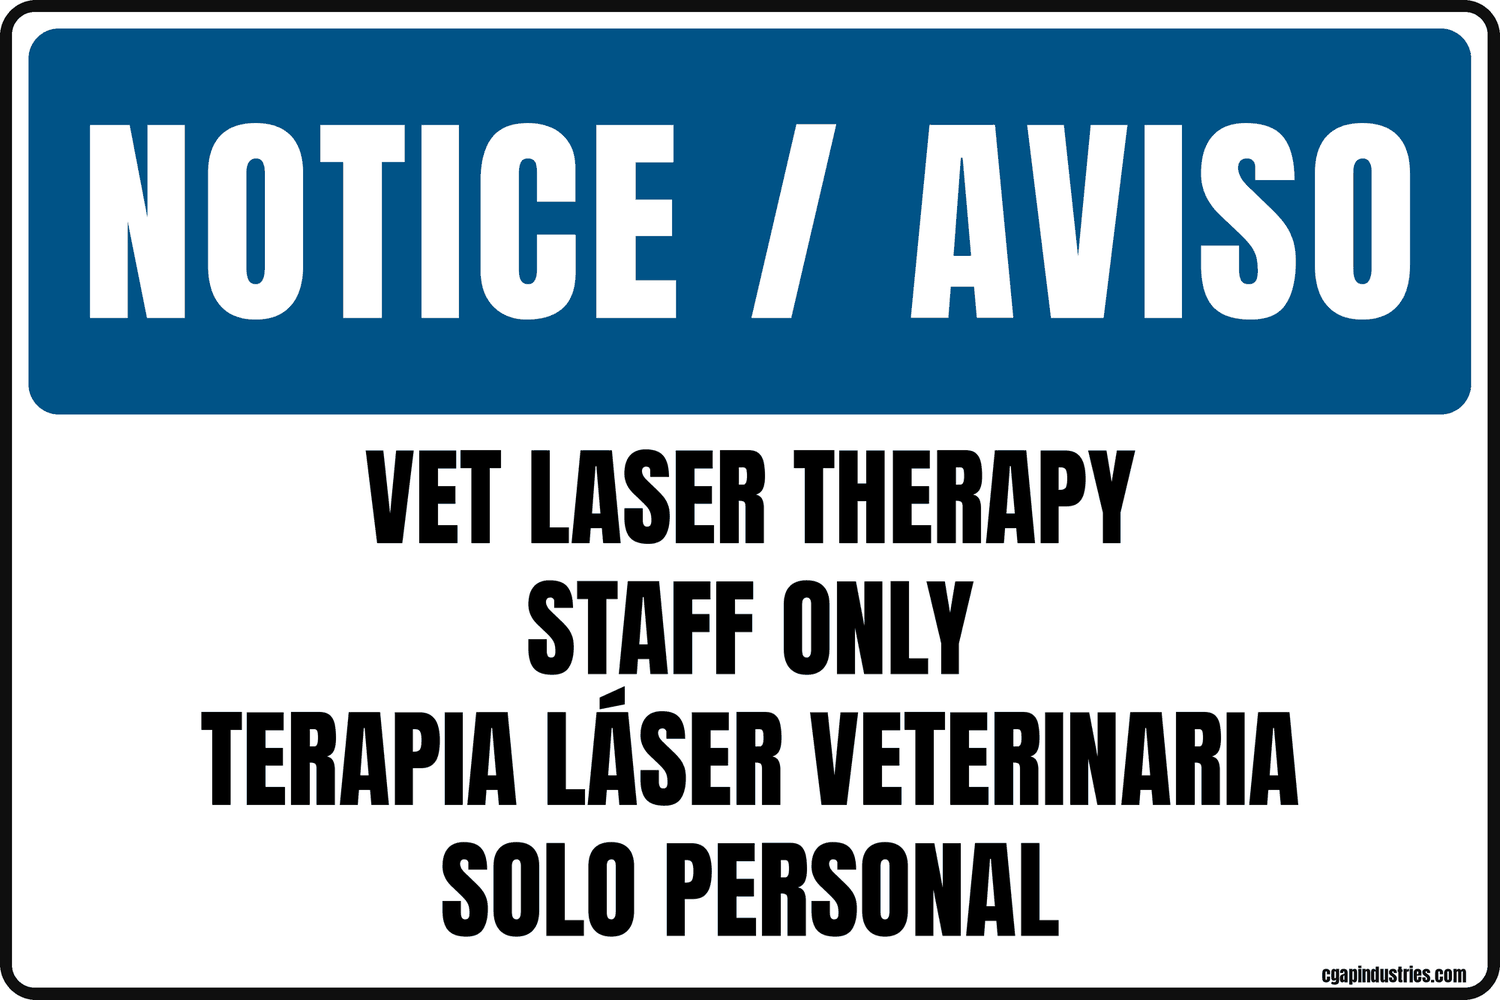 NOTICE / AVISO
VET LASER THERAPY
STAFF ONLY
TERAPIA LÁSER VETERINARIA
SOLO PERSONAL
cgapindustries.com